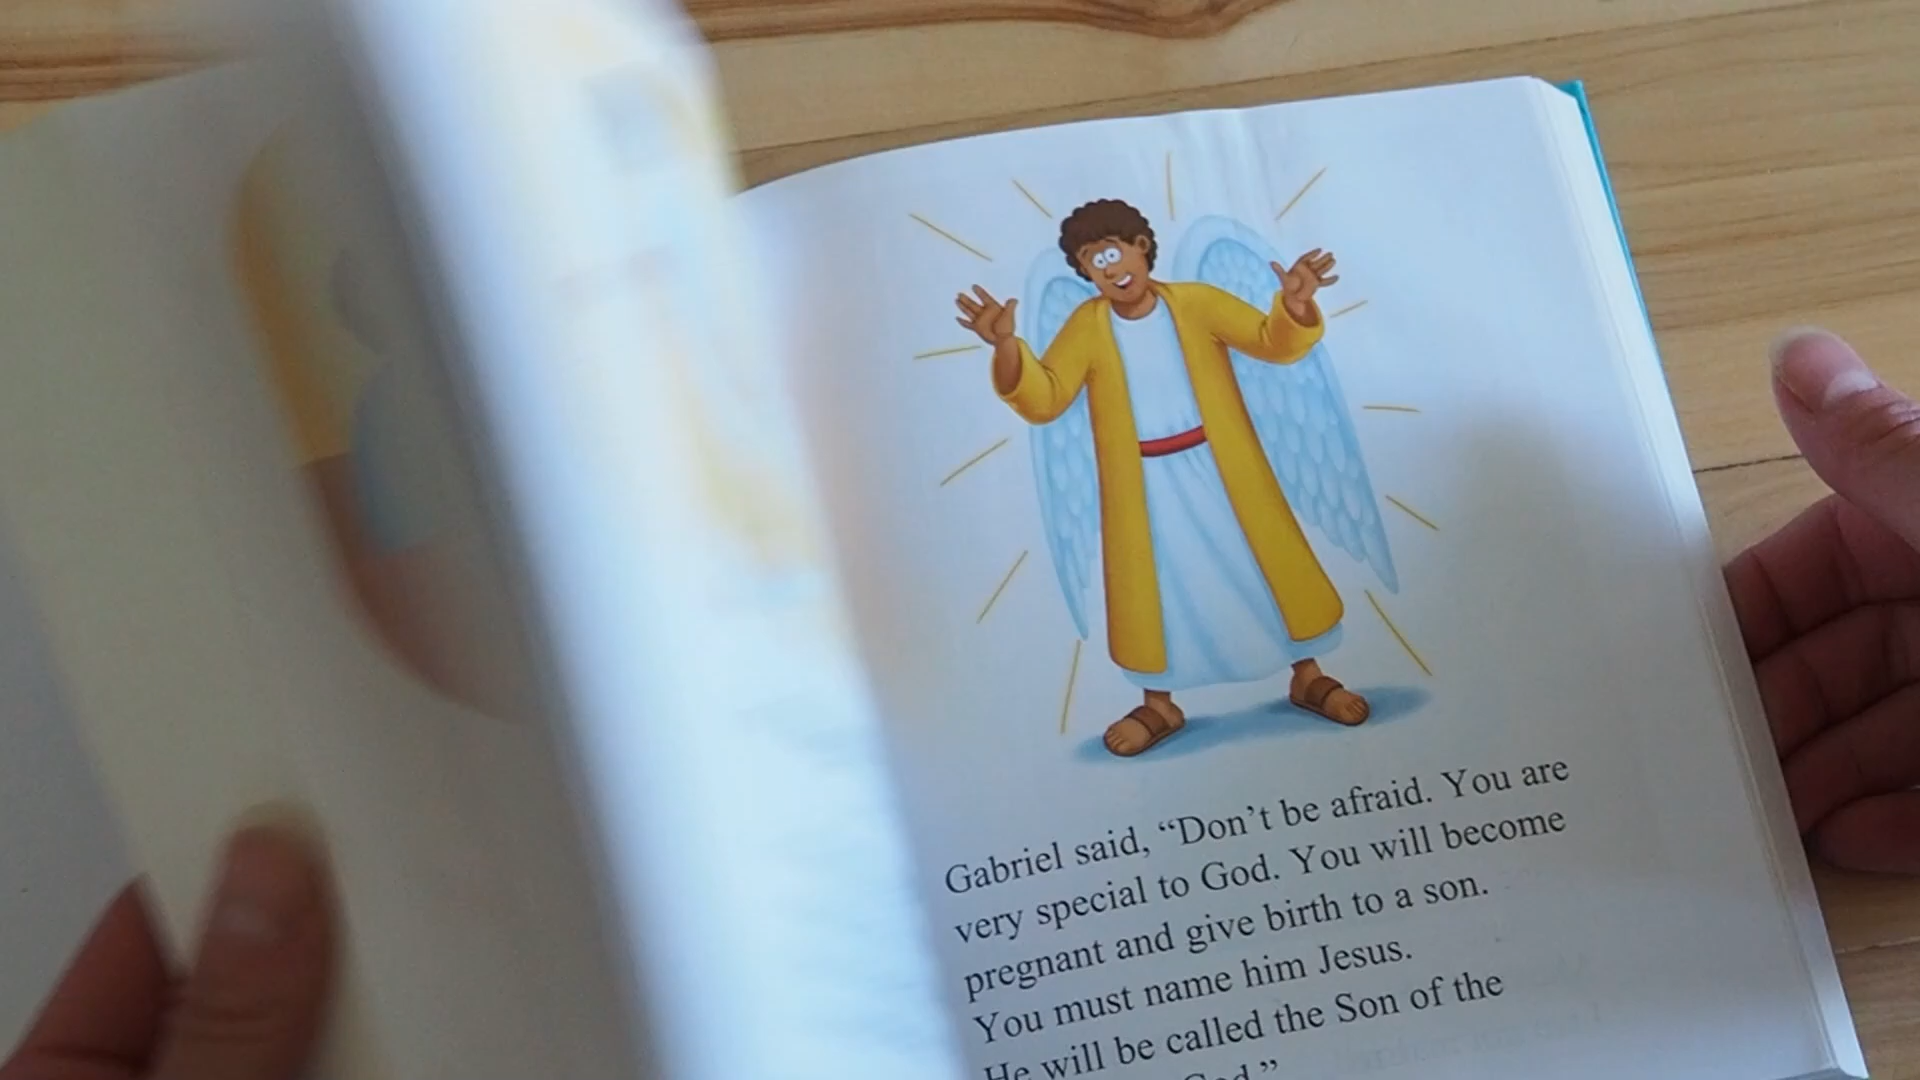 Gabriel said, “Don’t be afraid. You are
very special to God. You will become
pregnant and give birth to a son.
You must name him Jesus.
He will be called the Son of the
God.”